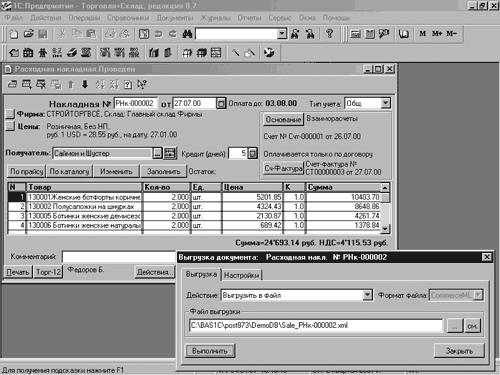 1С:Предприятие - Торговля+Склад, редакция 8.7
Файл Действия Операции Справочники Документы Журналы Отчеты Сервис Окна Помощь
M M+ M-
Расходная накладная.Проведен
Накладная № РНк-000002 от 27.07.00 Оплата до: 03.08.00 Тип учета: Общ.
Фирма: СТРОЙТОРГВСЁ, Склад: Главный склад Фирмы
Основание Взаиморасчеты
Цены: Розничная, Без НП,
руб. 1 USD = 28.55 руб., на дату, 27.01.00
Счет № Счт-000001 от 26.07.00
Получатель: Саймон и Шустер ... Кредит (дней): 5
Оплачивается только по договору
По прайсу По каталогу Изменить Заполнить Остаток:
Сч-Фактура Счет-фактура №
СТ00000003 от 27.07.00
N Товар Кол-во Ед. Цена К Сумма
1 130001Женские ботфорты коричне 2.000 шт. 5201.85 1.0 10403.70
2 130002 Полусапожки на шнурках 2.000 шт. 4324.43 1.0 8648.86
3 130005 Ботинки женские демисезо 2.000 шт. 2130.87 1.0 4261.74
4 130006 Ботинки женские натураль 2.000 шт. 689.42 1.0 1378.84
Сумма=24'693.14 руб. НДС=4'115.53 руб.
Комментарий:
Печать Торг-12 Федоров Б. Действия...
Выгрузка документа: Расходная накл. № РНк-000002
Выгрузка Настройки
Действие: Выгрузить в файл Формат файла: CommerceML
Файл выгрузки
C:\BAS1C\post873\DemoDB\Sale_РНк-000002.xml ... см.
Выполнить Закрыть
Для получения подсказки нажмите F1